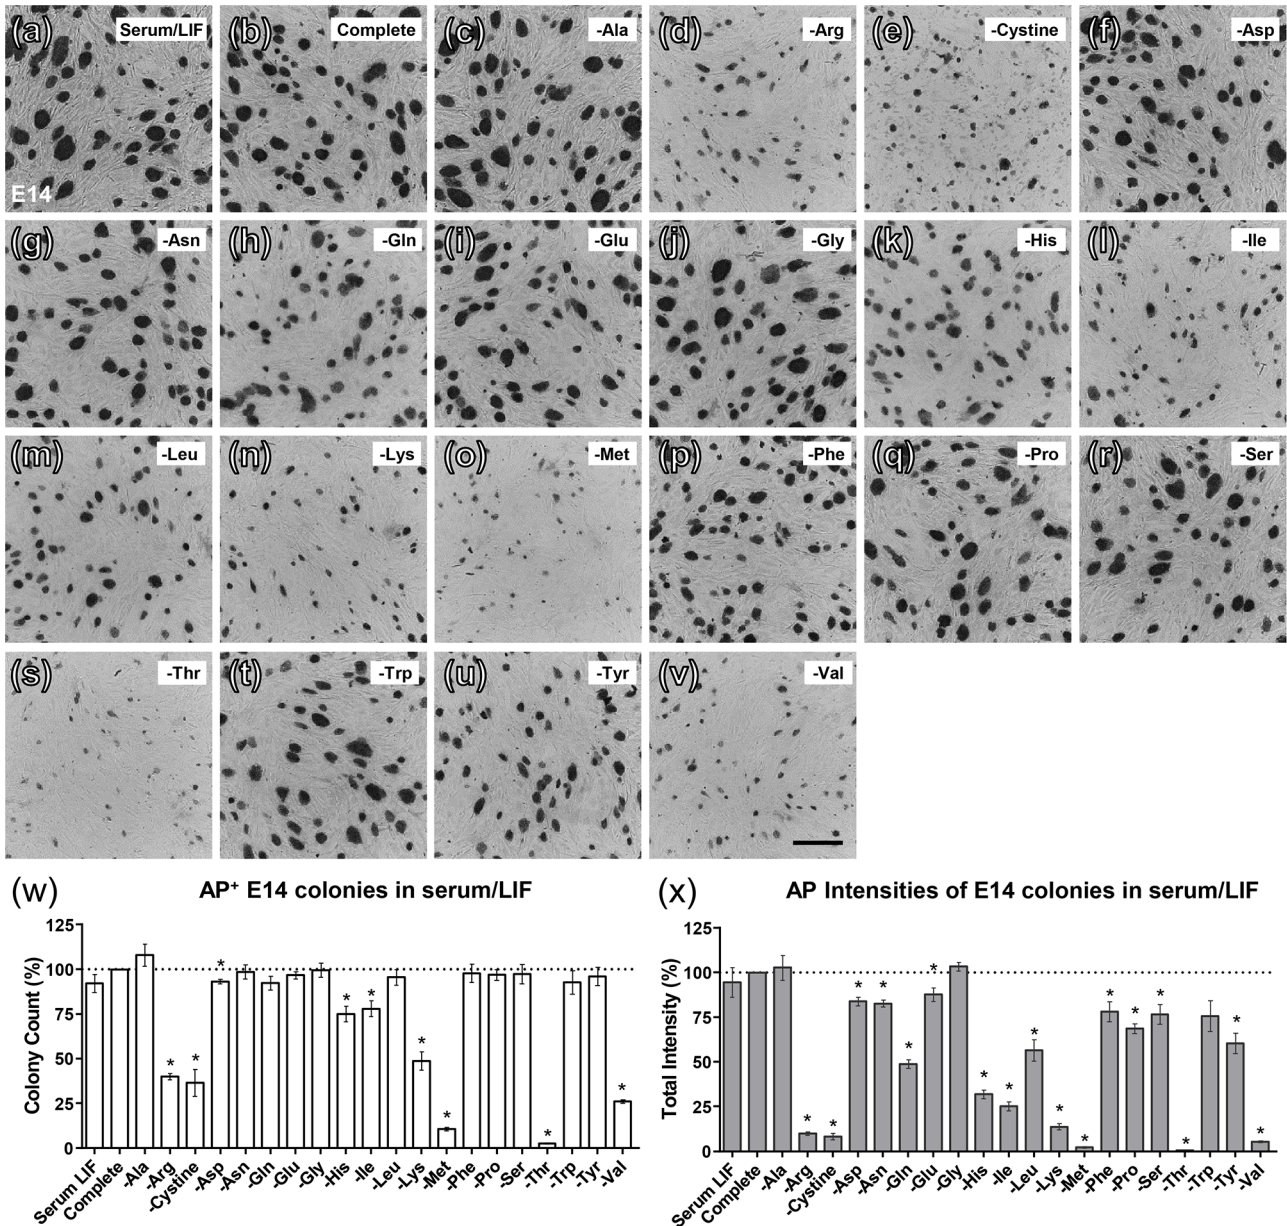 (a) Serum/LIF
E14
(b) Complete
(c) -Ala
(d) -Arg
(e) -Cystine
(f) -Asp
(g) -Asn
(h) -Gln
(i) -Glu
(j) -Gly
(k) -His
(l) -Ile
(m) -Leu
(n) -Lys
(o) -Met
(p) -Phe
(q) -Pro
(r) -Ser
(s) -Thr
(t) -Trp
(u) -Tyr
(v) -Val
(w) AP+ E14 colonies in serum/LIF
Colony Count (%)
125
100
75
50
25
0
* * * * * * * * *
Serum LIF
Complete
-Ala
-Arg
-Cystine
-Asp
-Asn
-Gln
-Glu
-Gly
-His
-Ile
-Leu
-Lys
-Met
-Phe
-Pro
-Ser
-Thr
-Trp
-Tyr
-Val
(x) AP Intensities of E14 colonies in serum/LIF
Total Intensity (%)
125
100
75
50
25
0
* * * * * * * * * * * * * * * * *
Serum LIF
Complete
-Ala
-Arg
-Cystine
-Asp
-Asn
-Gln
-Glu
-Gly
-His
-Ile
-Leu
-Lys
-Met
-Phe
-Pro
-Ser
-Thr
-Trp
-Tyr
-Val